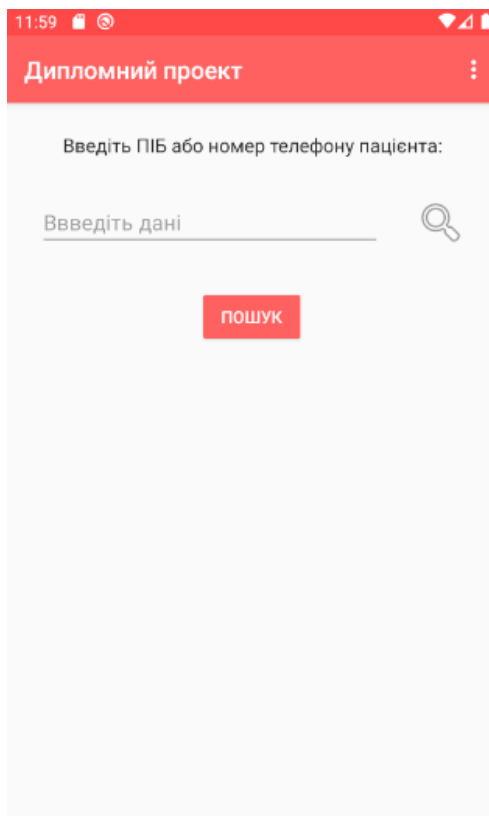 11:59
Дипломний проект
Введіть ПІБ або номер телефону пацієнта:
Ввведіть дані
ПОШУК